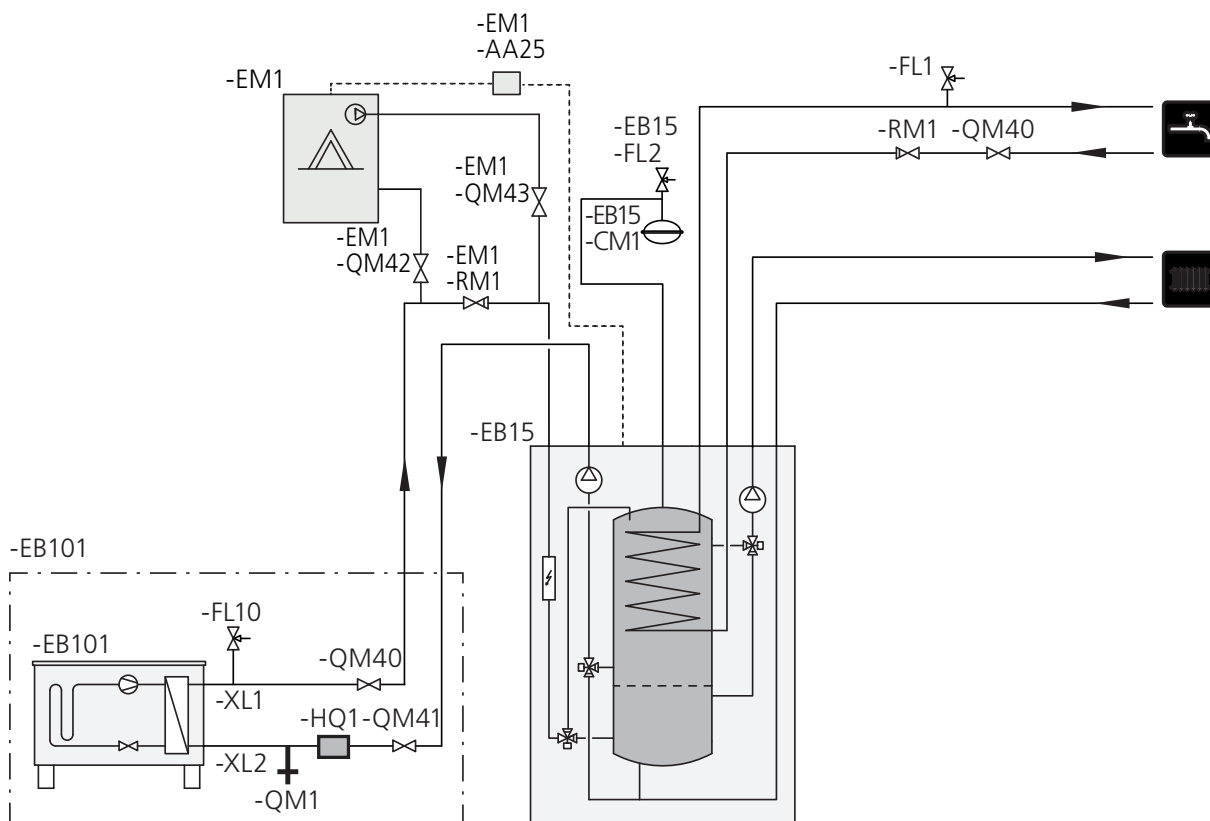 -EM1
-AA25
-EM1
-FL1
-EB15
-FL2
-RM1 -QM40
-EM1
-QM43
-EB15
-CM1
-EM1
-QM42
-EM1
-RM1
-EB15
-EB101
-FL10
-EB101
-QM40
-XL1
-HQ1 -QM41
-XL2
-QM1